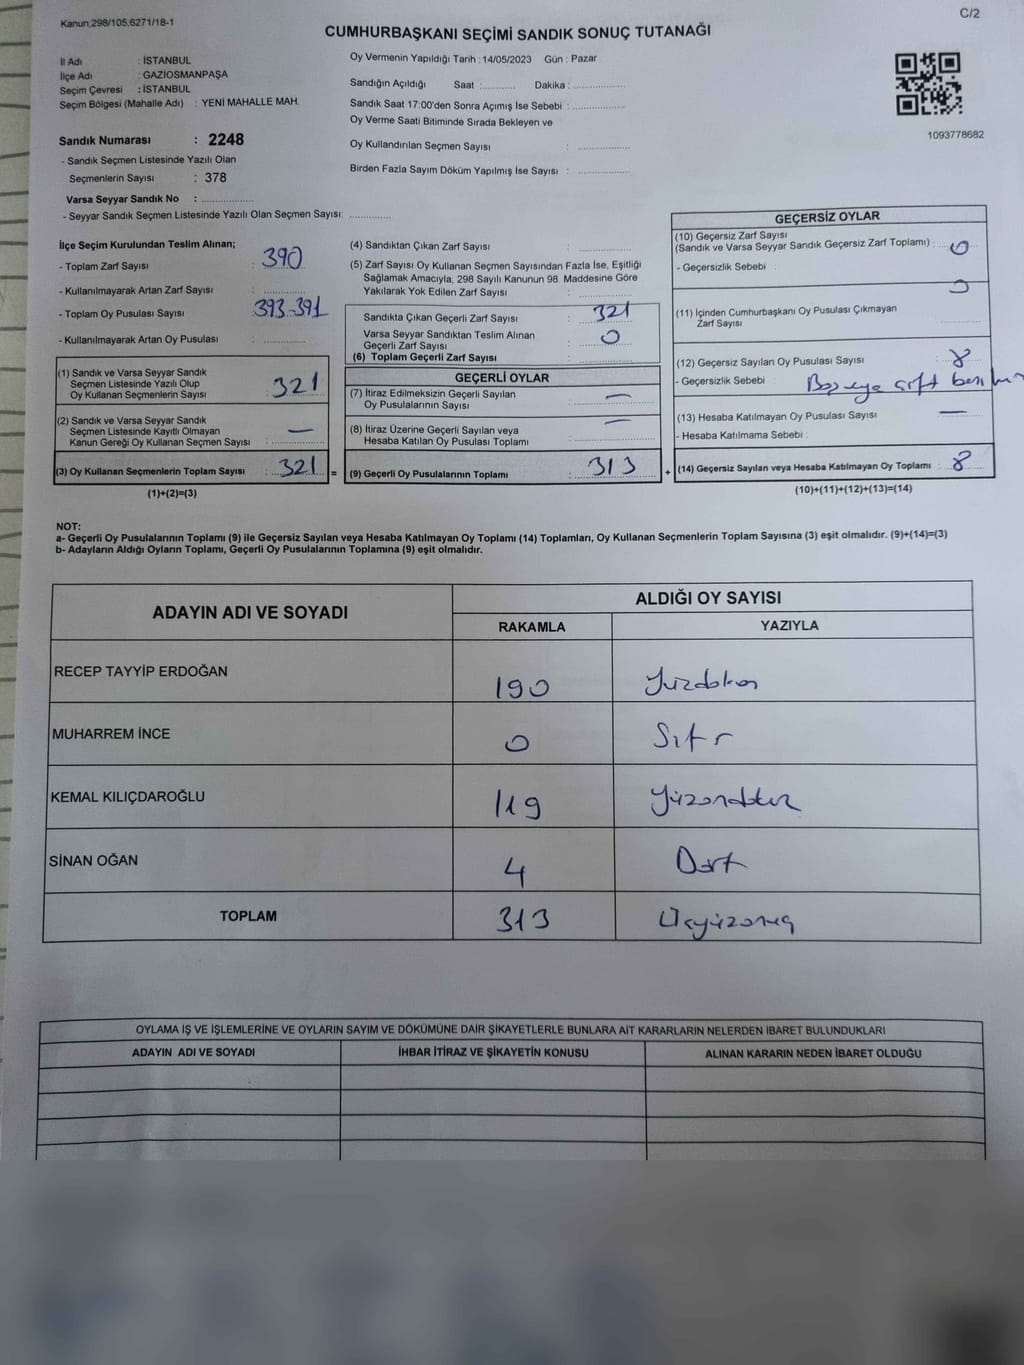 Kanun:298/105;6271/18-1
C/2
CUMHURBAŞKANI SEÇİMİ SANDIK SONUÇ TUTANAĞI
İl Adı : İSTANBUL
İlçe Adı : GAZİOSMANPAŞA
Seçim Çevresi : İSTANBUL
Seçim Bölgesi (Mahalle Adı) : YENİ MAHALLE MAH.
Sandık Numarası : 2248
- Sandık Seçmen Listesinde Yazılı Olan
Seçmenlerin Sayısı : 378
Varsa Seyyar Sandık No :
- Seyyar Sandık Seçmen Listesinde Yazılı Olan Seçmen Sayısı:
Oy Vermenin Yapıldığı Tarih : 14/05/2023 Gün : Pazar
Sandığın Açıldığı Saat : Dakika :
Sandık Saat 17:00'den Sonra Açımış İse Sebebi :
Oy Verme Saati Bitiminde Sırada Bekleyen ve
Oy Kullandırılan Seçmen Sayısı :
Birden Fazla Sayım Döküm Yapılmış İse Sayısı :
1093778682
İlçe Seçim Kurulundan Teslim Alınan;
- Toplam Zarf Sayısı : 390
- Kullanılmayarak Artan Zarf Sayısı :
- Toplam Oy Pusulası Sayısı : 393-391
- Kullanılmayarak Artan Oy Pusulası :
(1) Sandık ve Varsa Seyyar Sandık
Seçmen Listesinde Yazılı Olup
Oy Kullanan Seçmenlerin Sayısı : 321
(2) Sandık ve Varsa Seyyar Sandık
Seçmen Listesinde Kayıtlı Olmayan
Kanun Gereği Oy Kullanan Seçmen Sayısı : —
(3) Oy Kullanan Seçmenlerin Toplam Sayısı : 321 =
(1)+(2)=(3)
(4) Sandıktan Çıkan Zarf Sayısı :
(5) Zarf Sayısı Oy Kullanan Seçmen Sayısından Fazla İse, Eşitliği
Sağlamak Amacıyla, 298 Sayılı Kanunun 98. Maddesine Göre
Yakılarak Yok Edilen Zarf Sayısı :
Sandıkta Çıkan Geçerli Zarf Sayısı : 321
Varsa Seyyar Sandıktan Teslim Alınan
Geçerli Zarf Sayısı : 0
(6) Toplam Geçerli Zarf Sayısı :
GEÇERLİ OYLAR
(7) İtiraz Edilmeksizin Geçerli Sayılan
Oy Pusulalarının Sayısı : —
(8) İtiraz Üzerine Geçerli Sayılan veya
Hesaba Katılan Oy Pusulası Toplamı : —
(9) Geçerli Oy Pusulalarının Toplamı : 313 +
GEÇERSİZ OYLAR
(10) Geçersiz Zarf Sayısı
(Sandık ve Varsa Seyyar Sandık Geçersiz Zarf Toplamı) : 0
- Geçersizlik Sebebi :
0
(11) İçinden Cumhurbaşkanı Oy Pusulası Çıkmayan
Zarf Sayısı
(12) Geçersiz Sayılan Oy Pusulası Sayısı : 8
- Geçersizlik Sebebi : Boş veya çift
(13) Hesaba Katılmayan Oy Pusulası Sayısı : —
- Hesaba Katılmama Sebebi :
(14) Geçersiz Sayılan veya Hesaba Katılmayan Oy Toplamı : 8
(10)+(11)+(12)+(13)=(14)
NOT:
a- Geçerli Oy Pusulalarının Toplamı (9) ile Geçersiz Sayılan veya Hesaba Katılmayan Oy Toplamı (14) Toplamları, Oy Kullanan Seçmenlerin Toplam Sayısına (3) eşit olmalıdır. (9)+(14)=(3)
b- Adayların Aldığı Oyların Toplamı, Geçerli Oy Pusulalarının Toplamına (9) eşit olmalıdır.
ADAYIN ADI VE SOYADI
ALDIĞI OY SAYISI
RAKAMLA YAZIYLA
RECEP TAYYİP ERDOĞAN 190 Yüzdoksan
MUHARREM İNCE 0 Sıfır
KEMAL KILIÇDAROĞLU 119 Yüzondokuz
SİNAN OĞAN 4 Dört
TOPLAM 313 Üçyüzonüç
OYLAMA İŞ VE İŞLEMLERİNE VE OYLARIN SAYIM VE DÖKÜMÜNE DAİR ŞİKAYETLERLE BUNLARA AİT KARARLARIN NELERDEN İBARET BULUNDUKLARI
ADAYIN ADI VE SOYADI İHBAR İTİRAZ VE ŞİKAYETİN KONUSU ALINAN KARARIN NEDEN İBARET OLDUĞU